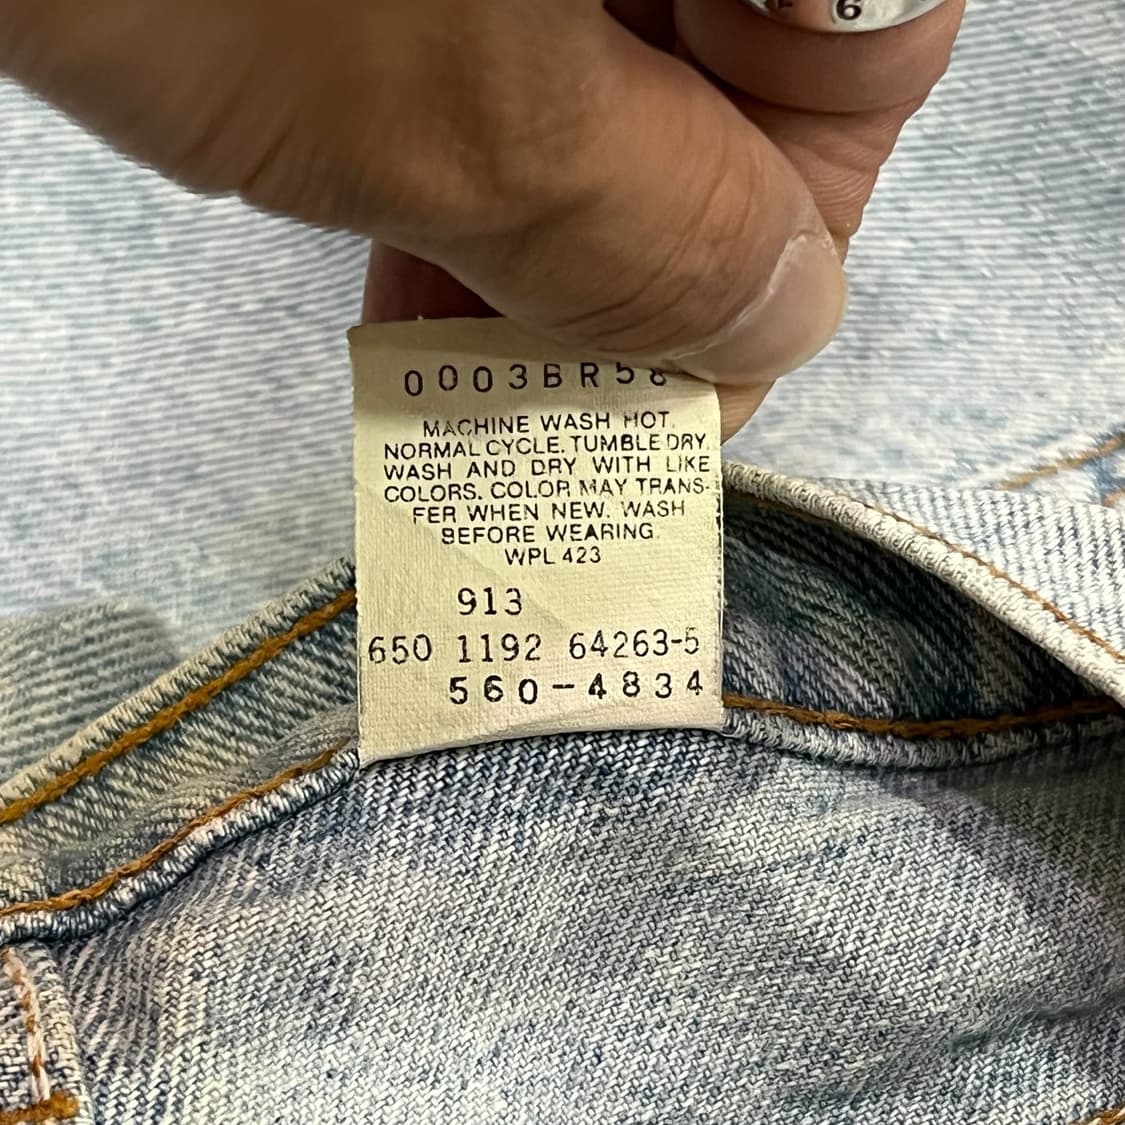 6
0003BR58
MACHINE WASH HOT.
NORMAL CYCLE. TUMBLE DRY.
WASH AND DRY WITH LIKE
COLORS. COLOR MAY TRANS-
FER WHEN NEW. WASH
BEFORE WEARING.
WPL 423
913
650 1192 64263-5
560-4834